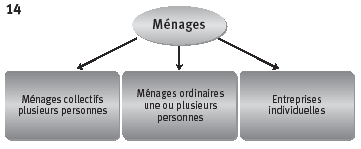 14
Ménages
Ménages collectifs
plusieurs personnes
Ménages ordinaires
une ou plusieurs
personnes
Entreprises
individuelles